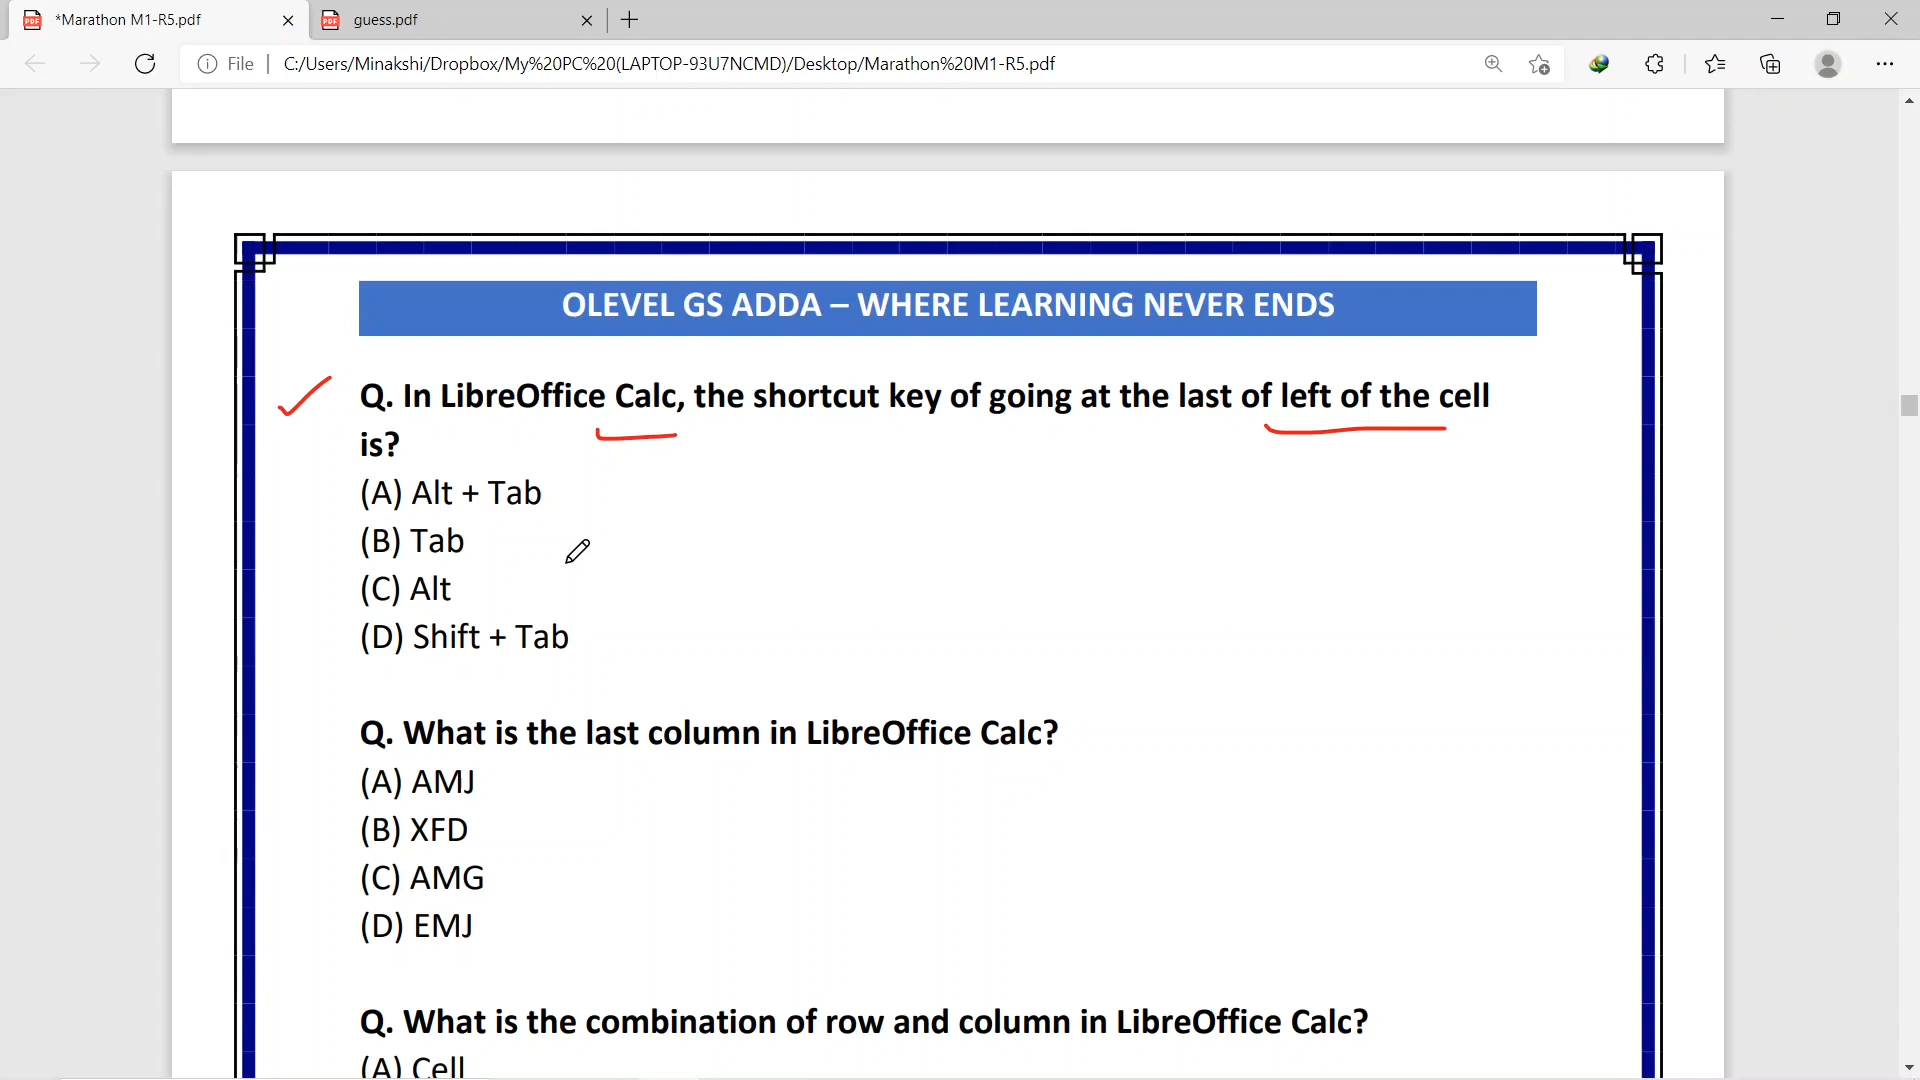 *Marathon M1-R5.pdf
guess.pdf
File
C:/Users/Minakshi/Dropbox/My%20PC%20(LAPTOP-93U7NCMD)/Desktop/Marathon%20M1-R5.pdf
OLEVEL GS ADDA – WHERE LEARNING NEVER ENDS
Q. In LibreOffice Calc, the shortcut key of going at the last of left of the cell
is?
(A) Alt + Tab
(B) Tab
(C) Alt
(D) Shift + Tab
Q. What is the last column in LibreOffice Calc?
(A) AMJ
(B) XFD
(C) AMG
(D) EMJ
Q. What is the combination of row and column in LibreOffice Calc?
(A) Cell